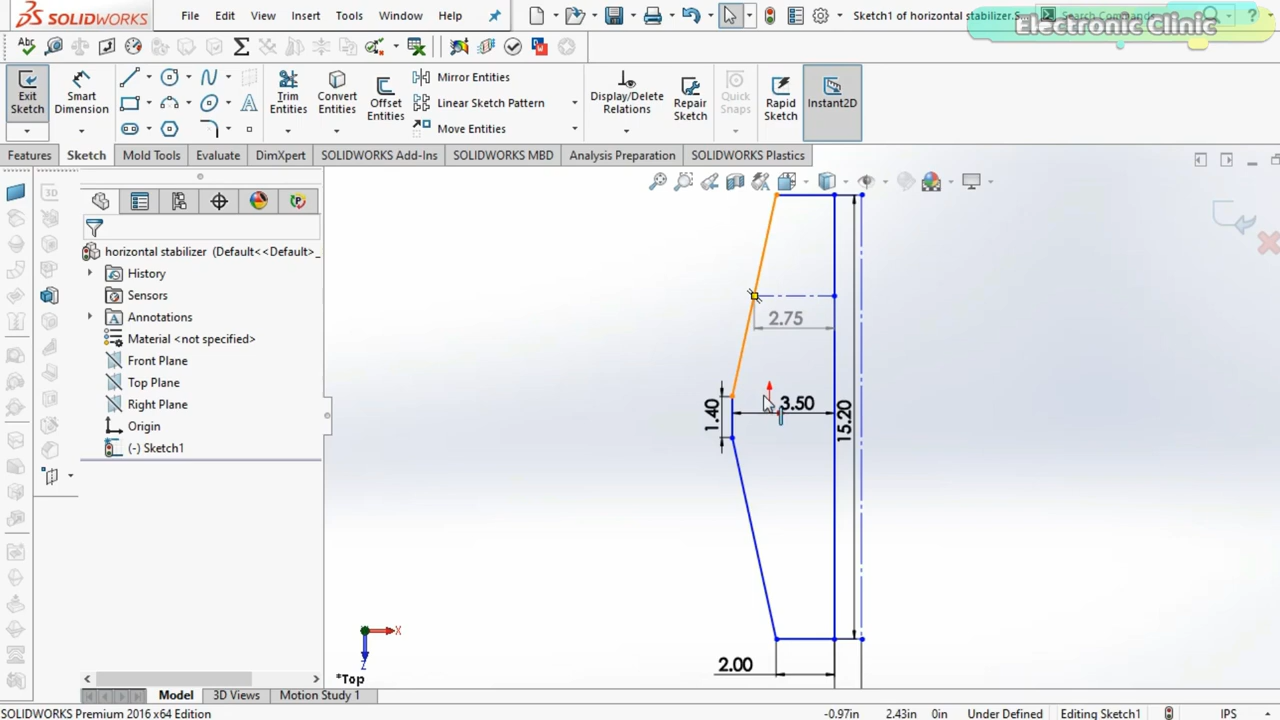 SOLIDWORKS File Edit View Insert Tools Window Help Sketch1 of horizontal stabilizer.S... Search Commands
Electronic Clinic
Exit Sketch
Smart Dimension
Trim Entities
Convert Entities
Offset Entities
Mirror Entities
Linear Sketch Pattern
Move Entities
Display/Delete Relations
Repair Sketch
Quick Snaps
Rapid Sketch
Instant2D
Features Sketch Mold Tools Evaluate DimXpert SOLIDWORKS Add-Ins SOLIDWORKS MBD Analysis Preparation SOLIDWORKS Plastics
horizontal stabilizer (Default<<Default>_
History
Sensors
Annotations
Material <not specified>
Front Plane
Top Plane
Right Plane
Origin
(-) Sketch1
2.75
1.40
3.50
15.20
2.00
X
Z
*Top
Model 3D Views Motion Study 1
SOLIDWORKS Premium 2016 x64 Edition -0.97in 2.43in 0in Under Defined Editing Sketch1 IPS